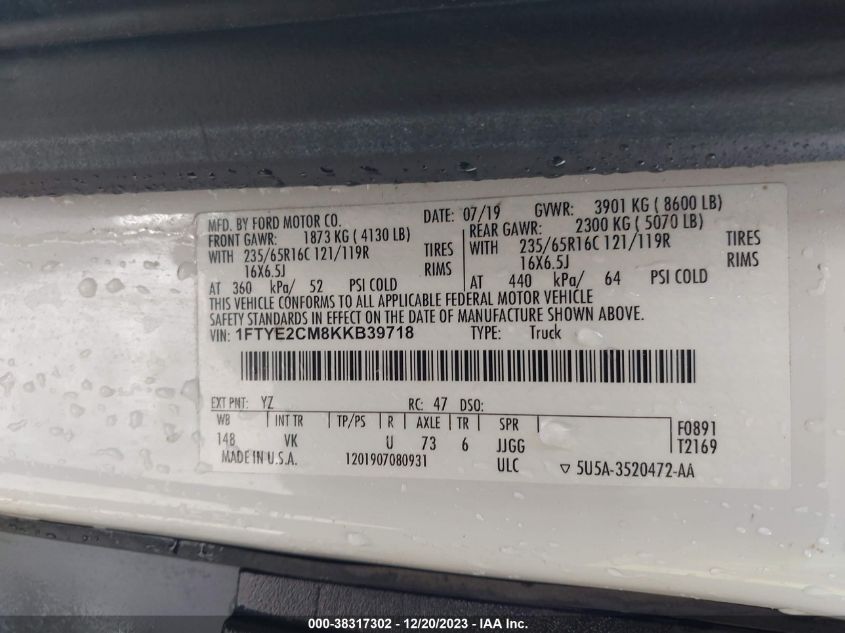 MFD. BY FORD MOTOR CO. DATE: 07/19 GVWR: 3901 KG ( 8600 LB)
FRONT GAWR: 1873 KG ( 4130 LB) REAR GAWR: 2300 KG ( 5070 LB)
WITH 235/65R16C 121/119R TIRES WITH 235/65R16C 121/119R TIRES
16X6.5J RIMS 16X6.5J RIMS
AT 360 kPa/ 52 PSI COLD AT 440 kPa/ 64 PSI COLD
THIS VEHICLE CONFORMS TO ALL APPLICABLE FEDERAL MOTOR VEHICLE
SAFETY STANDARDS IN EFFECT ON THE DATE OF MANUFACTURE SHOWN ABOVE.
VIN: 1FTYE2CM8KKB39718 TYPE: Truck
EXT PNT: YZ RC: 47 DSO:
WB INT TR TP/PS R AXLE TR SPR F0891
148 VK U 73 6 JJGG T2169
MADE IN U.S.A. 1201907080931 ULC ▽ 5U5A-3520472-AA
000-38317302 - 12/20/2023 - IAA Inc.